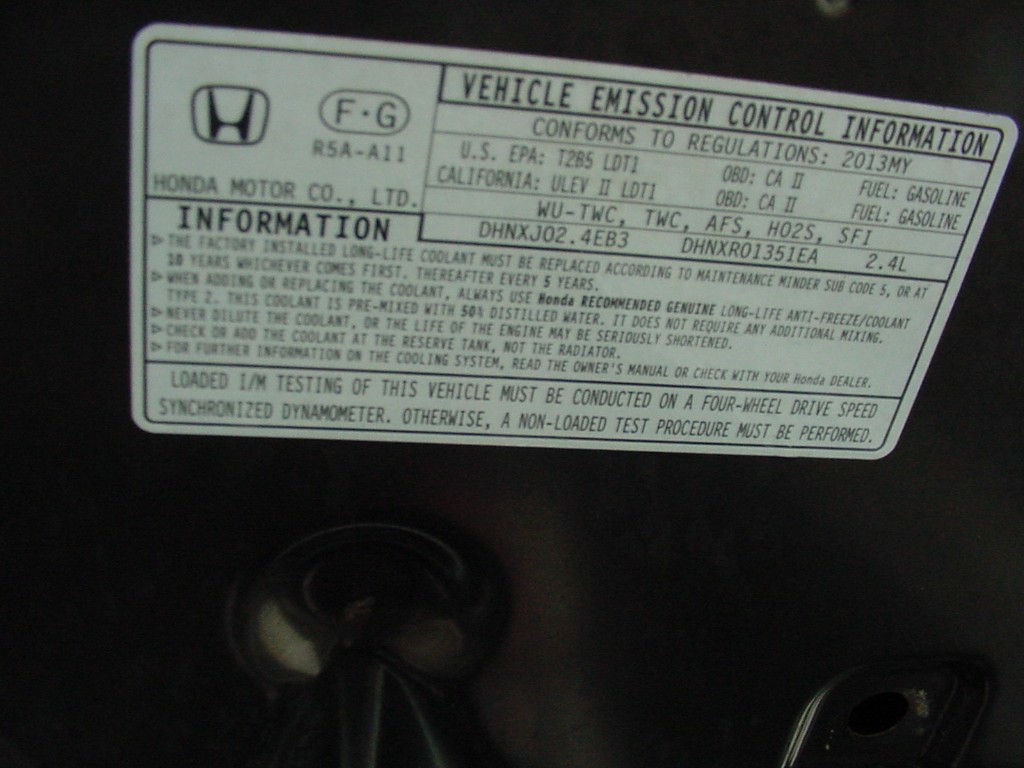 F·G
R5A-A11
HONDA MOTOR CO., LTD.
VEHICLE EMISSION CONTROL INFORMATION
CONFORMS TO REGULATIONS: 2013MY
U.S. EPA: T2B5 LDT1 OBD: CA II FUEL: GASOLINE
CALIFORNIA: ULEV II LDT1 OBD: CA II FUEL: GASOLINE
WU-TWC, TWC, AFS, HO2S, SFI
DHNXJ02.4EB3 DHNXR01351EA 2.4L
INFORMATION
▷ THE FACTORY INSTALLED LONG-LIFE COOLANT MUST BE REPLACED ACCORDING TO MAINTENANCE MINDER SUB CODE 5, OR AT
10 YEARS WHICHEVER COMES FIRST. THEREAFTER EVERY 5 YEARS.
▷ WHEN ADDING OR REPLACING THE COOLANT, ALWAYS USE Honda RECOMMENDED GENUINE LONG-LIFE ANTI-FREEZE/COOLANT
TYPE 2. THIS COOLANT IS PRE-MIXED WITH 50% DISTILLED WATER. IT DOES NOT REQUIRE ANY ADDITIONAL MIXING.
▷ NEVER DILUTE THE COOLANT, OR THE LIFE OF THE ENGINE MAY BE SERIOUSLY SHORTENED.
▷ CHECK OR ADD THE COOLANT AT THE RESERVE TANK, NOT THE RADIATOR.
▷ FOR FURTHER INFORMATION ON THE COOLING SYSTEM, READ THE OWNER'S MANUAL OR CHECK WITH YOUR Honda DEALER.
LOADED I/M TESTING OF THIS VEHICLE MUST BE CONDUCTED ON A FOUR-WHEEL DRIVE SPEED
SYNCHRONIZED DYNAMOMETER. OTHERWISE, A NON-LOADED TEST PROCEDURE MUST BE PERFORMED.